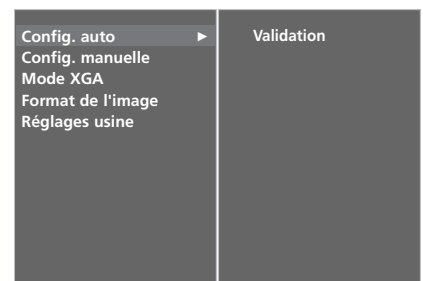 Config. auto ► Validation
Config. manuelle
Mode XGA
Format de l'image
Réglages usine